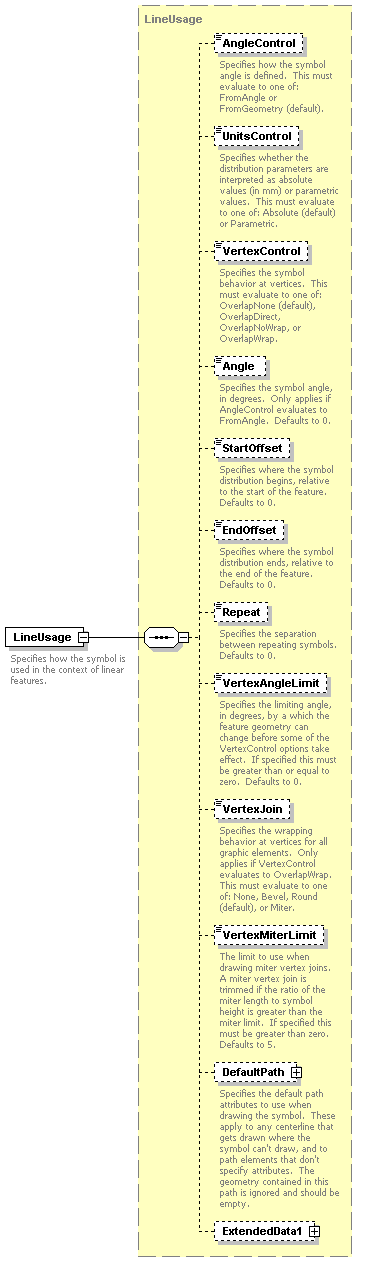 LineUsage
AngleControl
Specifies how the symbol
angle is defined.  This must
evaluate to one of:
FromAngle or
FromGeometry (default).
UnitsControl
Specifies whether the
distribution parameters are
interpreted as absolute
values (in mm) or parametric
values.  This must evaluate
to one of: Absolute (default)
or Parametric.
VertexControl
Specifies the symbol
behavior at vertices.  This
must evaluate to one of:
OverlapNone (default),
OverlapDirect,
OverlapNoWrap, or
OverlapWrap.
Angle
Specifies the symbol angle,
in degrees.  Only applies if
AngleControl evaluates to
FromAngle.  Defaults to 0.
StartOffset
Specifies where the symbol
distribution begins, relative
to the start of the feature.
Defaults to 0.
EndOffset
Specifies where the symbol
distribution ends, relative to
the end of the feature.
Defaults to 0.
Repeat
Specifies the separation
between repeating symbols.
Defaults to 0.
LineUsage
Specifies how the symbol is
used in the context of linear
features.
VertexAngleLimit
Specifies the limiting angle,
in degrees, by a which the
feature geometry can
change before some of the
VertexControl options take
effect.  If specified this must
be greater than or equal to
zero.  Defaults to 0.
VertexJoin
Specifies the wrapping
behavior at vertices for all
graphic elements.  Only
applies if VertexControl
evaluates to OverlapWrap.
This must evaluate to one
of: None, Bevel, Round
(default), or Miter.
VertexMiterLimit
The limit to use when
drawing miter vertex joins.
A miter vertex join is
trimmed if the ratio of the
miter length to symbol
height is greater than the
miter limit.  If specified this
must be greater than zero.
Defaults to 5.
DefaultPath
Specifies the default path
attributes to use when
drawing the symbol.  These
apply to any centerline that
gets drawn where the
symbol can't draw, and to
path elements that don't
specify attributes.  The
geometry contained in this
path is ignored and should be
empty.
ExtendedData1